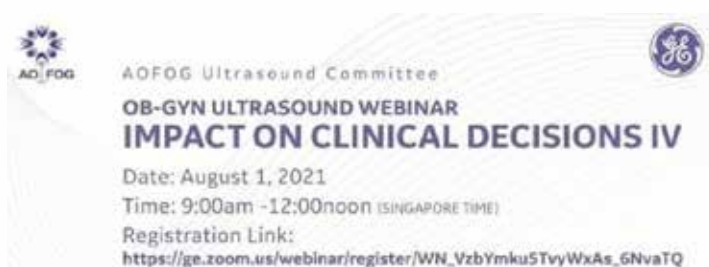 AOFOG
AOFOG Ultrasound Committee
OB-GYN ULTRASOUND WEBINAR
IMPACT ON CLINICAL DECISIONS IV
Date: August 1, 2021
Time: 9:00am -12:00noon (SINGAPORE TIME)
Registration Link:
https://ge.zoom.us/webinar/register/WN_VzbYmku5TvyWxAs_6NvaTQ